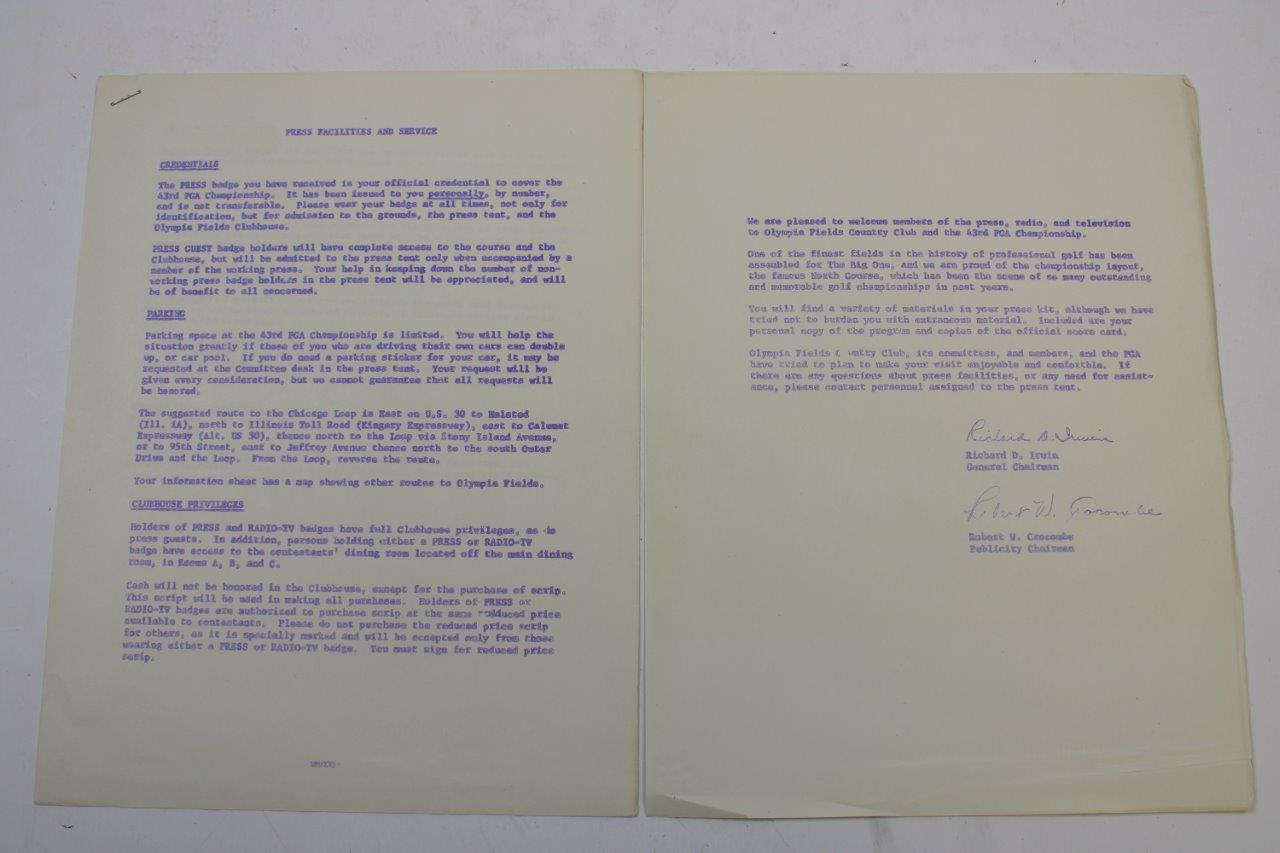 PRESS FACILITIES AND SERVICE
CREDENTIALS
The PRESS badge you have received is your official credential to cover the
43rd PGA Championship. It has been issued to you personally, by number,
and is not transferable. Please wear your badge at all times, not only for
identification, but for admission to the grounds, the press tent, and the
Olympia Fields Clubhouse.
PRESS GUEST badge holders will have complete access to the course and the
Clubhouse, but will be admitted to the press tent only when accompanied by a
member of the working press. Your help in keeping down the number of non-
working press badge holders in the press tent will be appreciated, and will
be of benefit to all concerned.
PARKING
Parking space at the 43rd PGA Championship is limited. You will help the
situation greatly if those of you who are driving their own cars can double
up, or car pool. If you do need a parking sticker for your car, it may be
requested at the Committee desk in the press tent. Your request will be
given every consideration, but we cannot guarantee that all requests will
be honored.
The suggested route to the Chicago Loop is East on U.S. 30 to Halsted
(Ill. 1A), north to Illinois Toll Road (Kingery Expressway), east to Calumet
Expressway (Alt. US 30), thence north to the Loop via Stony Island Avenue,
or to 95th Street, east to Jeffrey Avenue thence north to the south Outer
Drive and the Loop. From the Loop, reverse the route.
Your information sheet has a map showing other routes to Olympia Fields.
CLUBHOUSE PRIVILEGES
Holders of PRESS and RADIO-TV badges have full Clubhouse privileges, as do
press guests. In addition, persons holding either a PRESS or RADIO-TV
badge have access to the contestants' dining room located off the main dining
room, in Rooms A, B, and C.
Cash will not be honored in the Clubhouse, except for the purchase of scrip.
This script will be used in making all purchases. Holders of PRESS or
RADIO-TV badges are authorized to purchase scrip at the same reduced price
available to contestants. Please do not purchase the reduced price scrip
for others, as it is specially marked and will be accepted only from those
wearing either a PRESS or RADIO-TV badge. You must sign for reduced price
scrip.
We are pleased to welcome members of the press, radio, and television
to Olympia Fields Country Club and the 43rd PGA Championship.
One of the finest fields in the history of professional golf has been
assembled for The Big One, and we are proud of the championship layout,
the famous North Course, which has been the scene of so many outstanding
and memorable golf championships in past years.
You will find a variety of materials in your press kit, although we have
tried not to burden you with extraneous material. Included are your
personal copy of the program and copies of the official score card.
Olympia Fields C untry Club, its committees, and members, and the PGA
have tried to plan to make your visit enjoyable and comfortble. If
there are any questions about press facilities, or any need for assist-
ance, please contact personnel assigned to the press tent.
Richard D. Irwin
Richard D. Irwin
General Chairman
Robert W. Crocombe
Robert W. Crocombe
Publicity Chairman